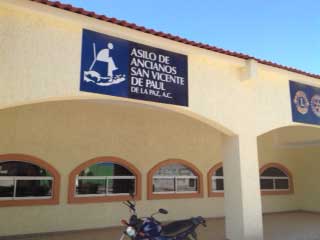 ASILO DE
ANCIANOS
SAN VICENTE
DE PAUL
DE LA PAZ, A.C.